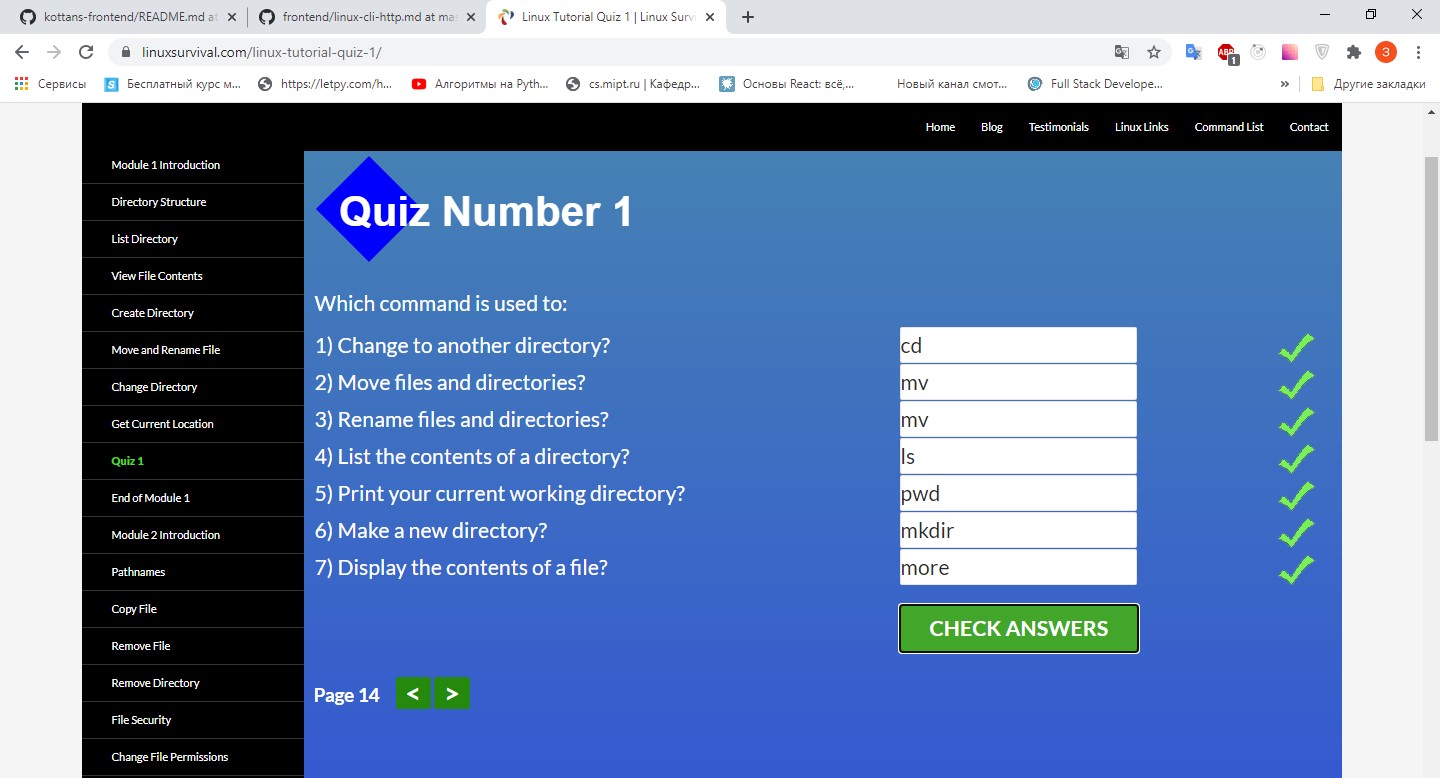 kottans-frontend/README.md at
frontend/linux-cli-http.md at mas
Linux Tutorial Quiz 1 | Linux Survi
linuxsurvival.com/linux-tutorial-quiz-1/
ABP
1
3
Сервисы
S
Бесплатный курс м...
https://letpy.com/h...
Алгоритмы на Pyth...
cs.mipt.ru | Кафедр...
Основы React: всё,...
Новый канал смот...
Full Stack Develope...
»
Другие закладки
Home Blog Testimonials Linux Links Command List Contact
Module 1 Introduction
Directory Structure
List Directory
View File Contents
Create Directory
Move and Rename File
Change Directory
Get Current Location
Quiz 1
End of Module 1
Module 2 Introduction
Pathnames
Copy File
Remove File
Remove Directory
File Security
Change File Permissions
Quiz Number 1
Which command is used to:
1) Change to another directory? cd
2) Move files and directories? mv
3) Rename files and directories? mv
4) List the contents of a directory? ls
5) Print your current working directory? pwd
6) Make a new directory? mkdir
7) Display the contents of a file? more
CHECK ANSWERS
Page 14 < >